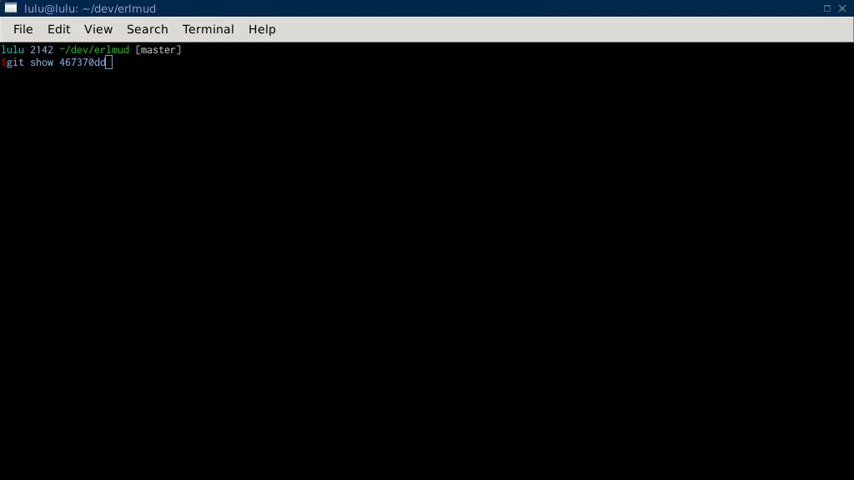 lulu@lulu: ~/dev/erlmud
File Edit View Search Terminal Help
lulu 2142 ~/dev/erlmud [master]
$git show 467370dd